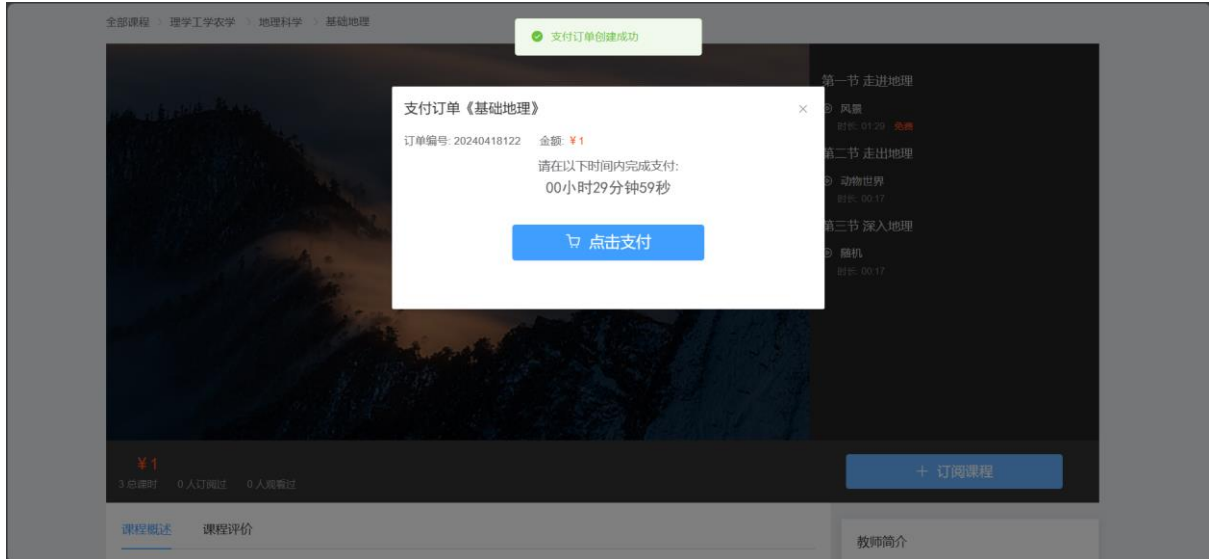 全部课程 > 理学工学农学 > 地理科学 > 基础地理
支付订单创建成功
支付订单《基础地理》
订单编号: 20240418122 金额: ¥1
请在以下时间内完成支付:
00小时29分钟59秒
点击支付
第一节 走进地理
风景
时长: 01:29 免费
第二节 走出地理
动物世界
时长: 00:17
第三节 深入地理
随机
时长: 00:17
¥1
3 总课时 0 人订阅过 0 人观看过
+ 订阅课程
课程概述 课程评价
教师简介